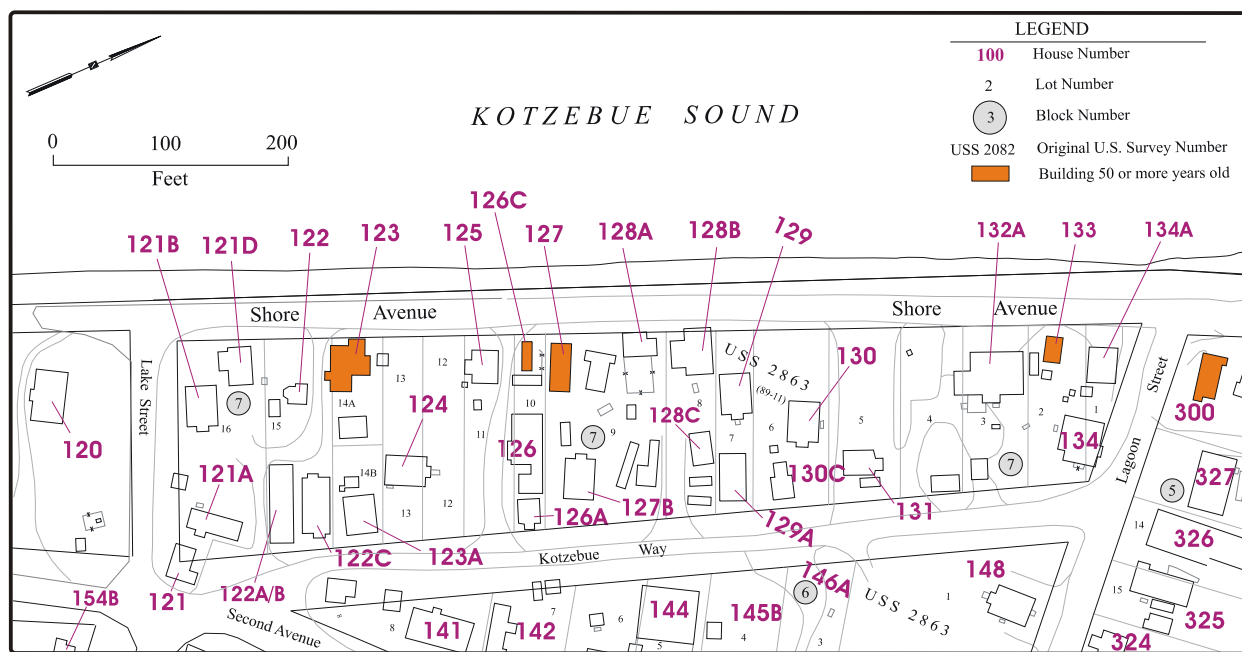 LEGEND
100 House Number
2 Lot Number
3 Block Number
USS 2082 Original U.S. Survey Number
Building 50 or more years old
KOTZEBUE SOUND
0 100 200
Feet
126C
121B 121D 122 123 125 127 128A 128B 129 132A 133 134A
Shore Avenue Shore Avenue
Lake Street
Lagoon Street
USS 2863
(89-11)
12
13
14A
7
16
15
10
11
9
7
8
7
6
5
4
3
2
1
7
120
124
126
128C
130
134
300
327
5
14B
13
12
121A
126A
127B
129A
130C
131
326
14
122C
123A
Kotzebue Way
121
122A/B
154B
Second Avenue
8
8
141
142
7
6
144
5
145B
4
146A
6
3
USS 2863
1
148
15
325
324